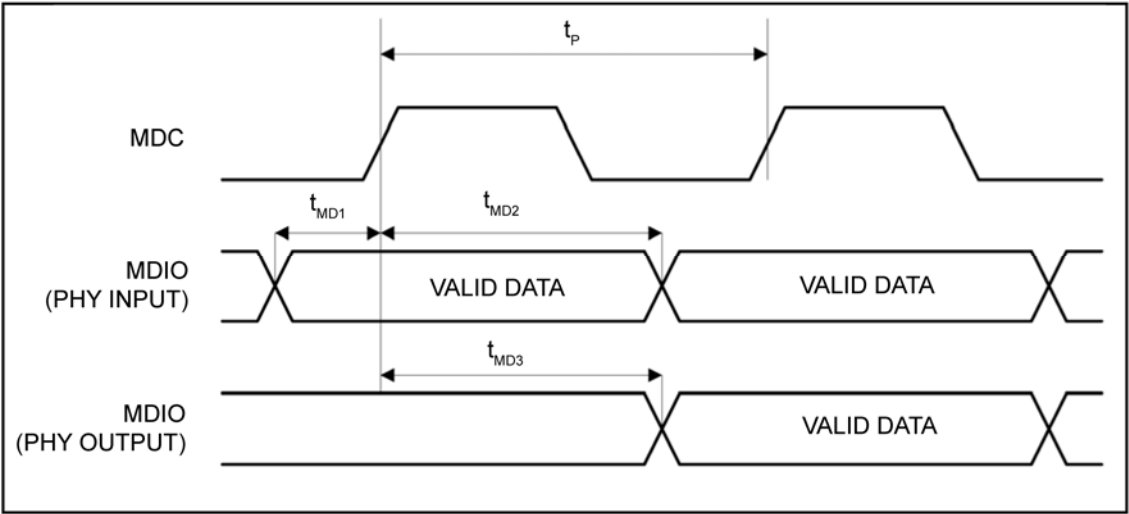 tP
MDC
tMD1
tMD2
MDIO
(PHY INPUT)
VALID DATA
VALID DATA
tMD3
MDIO
(PHY OUTPUT)
VALID DATA